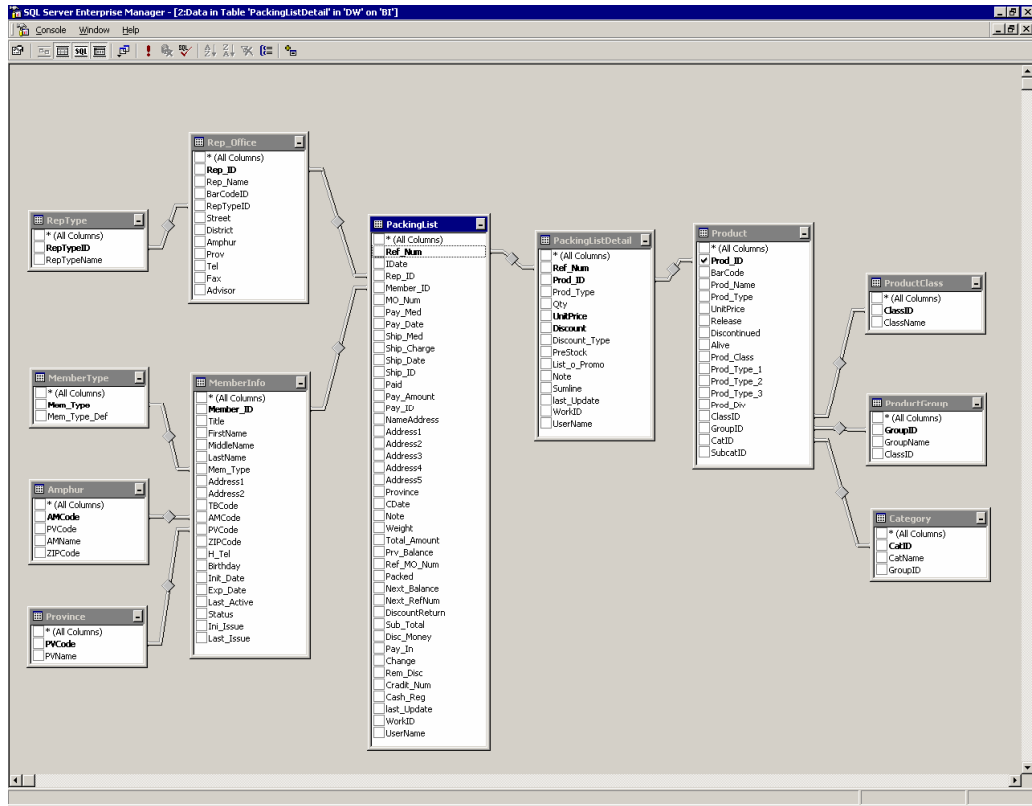 SQL Server Enterprise Manager - [2:Data in Table 'PackingListDetail' in 'DW' on 'BI']
Console Window Help
SQL
RepType
* (All Columns)
RepTypeID
RepTypeName
Rep_Office
* (All Columns)
Rep_ID
Rep_Name
BarCodeID
RepTypeID
Street
District
Amphur
Prov
Tel
Fax
Advisor
MemberType
* (All Columns)
Mem_Type
Mem_Type_Def
Amphur
* (All Columns)
AMCode
PVCode
AMName
ZIPCode
Province
* (All Columns)
PVCode
PVName
MemberInfo
* (All Columns)
Member_ID
Title
FirstName
MiddleName
LastName
Mem_Type
Address1
Address2
TBCode
AMCode
PVCode
ZIPCode
H_Tel
Birthday
Init_Date
Exp_Date
Last_Active
Status
Ini_Issue
Last_Issue
PackingList
* (All Columns)
Ref_Num
IDate
Rep_ID
Member_ID
MO_Num
Pay_Med
Pay_Date
Ship_Med
Ship_Charge
Ship_Date
Ship_ID
Paid
Pay_Amount
Pay_ID
NameAddress
Address1
Address2
Address3
Address4
Address5
Province
CDate
Note
Weight
Total_Amount
Prv_Balance
Ref_MO_Num
Packed
Next_Balance
Next_RefNum
DiscountReturn
Sub_Total
Disc_Money
Pay_In
Change
Rem_Disc
Cradit_Num
Cash_Reg
last_Update
WorkID
UserName
PackingListDetail
* (All Columns)
Ref_Num
Prod_ID
Prod_Type
Qty
UnitPrice
Discount
Discount_Type
PreStock
List_o_Promo
Note
Sumline
last_Update
WorkID
UserName
Product
* (All Columns)
Prod_ID
BarCode
Prod_Name
Prod_Type
UnitPrice
Release
Discontinued
Alive
Prod_Class
Prod_Type_1
Prod_Type_2
Prod_Type_3
Prod_Div
ClassID
GroupID
CatID
SubcatID
ProductClass
* (All Columns)
ClassID
ClassName
ProductGroup
* (All Columns)
GroupID
GroupName
ClassID
Category
* (All Columns)
CatID
CatName
GroupID